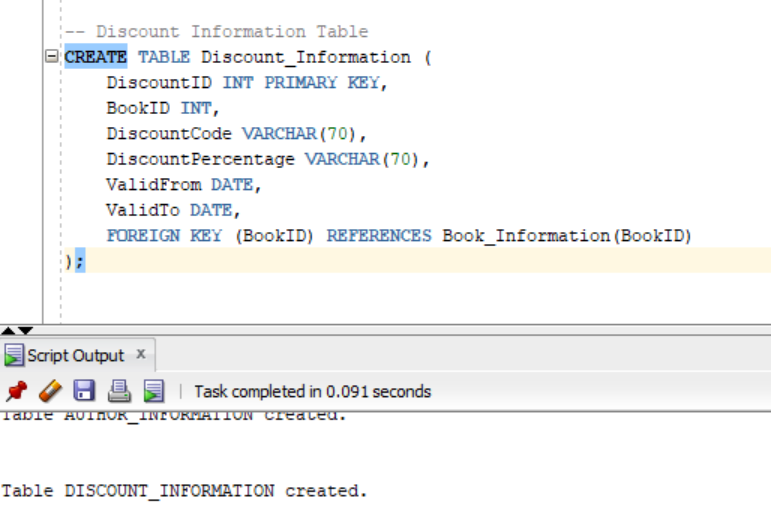 -- Discount Information Table
CREATE TABLE Discount_Information (
DiscountID INT PRIMARY KEY,
BookID INT,
DiscountCode VARCHAR(70),
DiscountPercentage VARCHAR(70),
ValidFrom DATE,
ValidTo DATE,
FOREIGN KEY (BookID) REFERENCES Book_Information(BookID)
);
Script Output x
Task completed in 0.091 seconds
Table AUTHOR_INFORMATION created.
Table DISCOUNT_INFORMATION created.